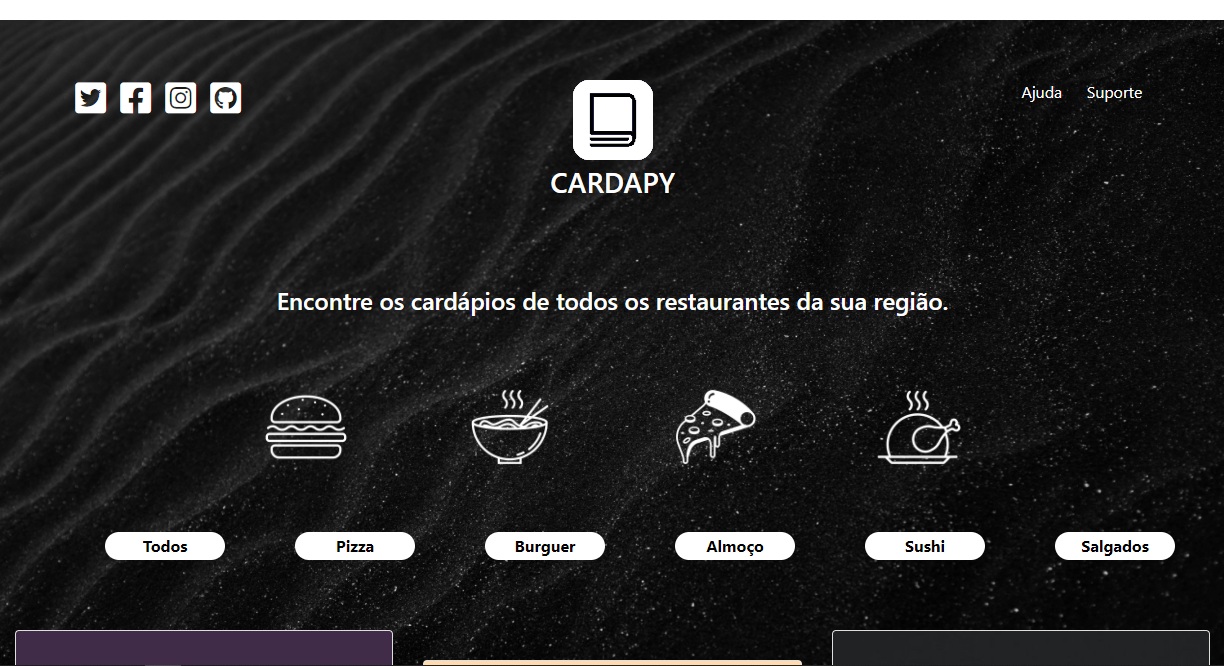 Ajuda Suporte
CARDAPY
Encontre os cardápios de todos os restaurantes da sua região.
Todos Pizza Burguer Almoço Sushi Salgados